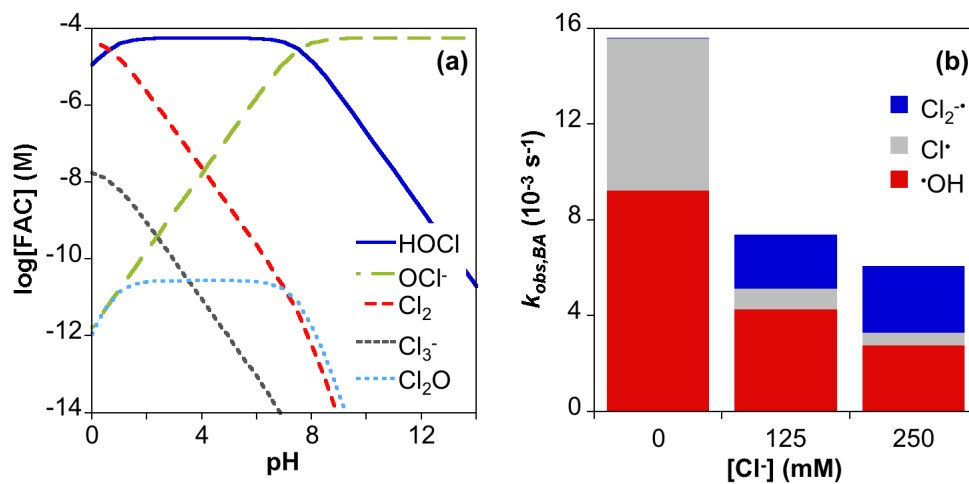 (a)
log[FAC] (M)
-4
-6
-8
-10
-12
-14
HOCl
OCl-
Cl₂
Cl₃⁻
Cl₂O
0
4
8
12
pH
(b)
k_obs,BA (10⁻³ s⁻¹)
16
12
8
4
0
Cl₂⁻•
Cl•
•OH
0
125
250
[Cl-] (mM)